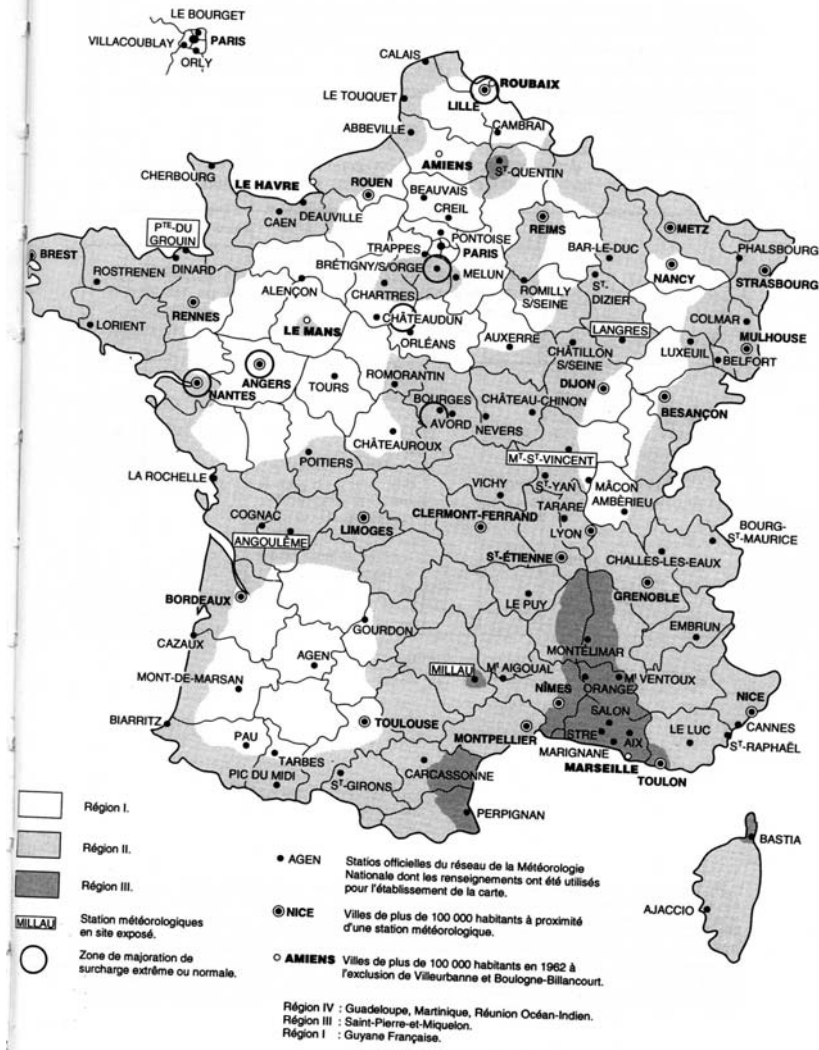 LE BOURGET
VILLACOUBLAY
PARIS
ORLY
CALAIS
ROUBAIX
LE TOUQUET
LILLE
CAMBRAI
ABBEVILLE
AMIENS
ST-QUENTIN
CHERBOURG
LE HAVRE
ROUEN
BEAUVAIS
CREIL
CAEN
DEAUVILLE
REIMS
METZ
PTE-DU
GROUIN
PONTOISE
TRAPPES
PARIS
BAR-LE-DUC
PHALSBOURG
BREST
ROSTRENEN
DINARD
BRÉTIGNY/S/ORGE
MELUN
NANCY
STRASBOURG
ALENÇON
CHARTRES
ROMILLY
S/SEINE
ST-
DIZIER
RENNES
CHÂTEAUDUN
COLMAR
LORIENT
LE MANS
ORLÉANS
AUXERRE
LANGRES
MULHOUSE
CHÂTILLON
S/SEINE
LUXEUIL
BELFORT
ANGERS
TOURS
ROMORANTIN
DIJON
NANTES
BOURGES
CHÂTEAU-CHINON
BESANÇON
AVORD
NEVERS
CHÂTEAUROUX
POITIERS
MT-ST-VINCENT
LA ROCHELLE
VICHY
ST-YAN
MÂCON
AMBÈRIEU
COGNAC
LIMOGES
CLERMONT-FERRAND
TARARE
LYON
BOURG-
ST-MAURICE
ANGOULÊME
ST-ÉTIENNE
CHALLES-LES-EAUX
BORDEAUX
LE PUY
GRENOBLE
GOURDON
EMBRUN
CAZAUX
MONTÉLIMAR
AGEN
MILLAU
MT AIGOUAL
MT VENTOUX
MONT-DE-MARSAN
NÎMES
ORANGE
NICE
BIARRITZ
TOULOUSE
SALON
CANNES
PAU
MONTPELLIER
STRE
AIX
LE LUC
ST-RAPHAËL
TARBES
MARIGNANE
MARSEILLE
PIC DU MIDI
ST-GIRONS
CARCASSONNE
TOULON
PERPIGNAN
BASTIA
AJACCIO
Région I.
Région II.
Région III.
MILLAU
Station météorologiques
en site exposé.
Zone de majoration de
surcharge extrême ou normale.
AGEN
Statios officielles du réseau de la Météorologie
Nationale dont les renseignements ont été utilisés
pour l'établissement de la carte.
NICE
Villes de plus de 100 000 habitants à proximité
d'une station météorologique.
AMIENS
Villes de plus de 100 000 habitants en 1962 à
l'exclusion de Villeurbanne et Boulogne-Billancourt.
Région IV : Guadeloupe, Martinique, Réunion Océan-Indien.
Région III : Saint-Pierre-et-Miquelon.
Région I : Guyane Française.